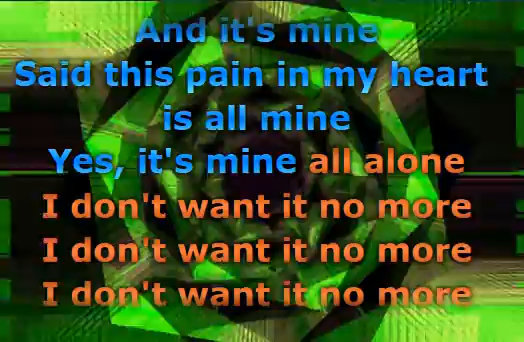 And it's mine
Said this pain in my heart
is all mine
Yes, it's mine all alone
I don't want it no more
I don't want it no more
I don't want it no more